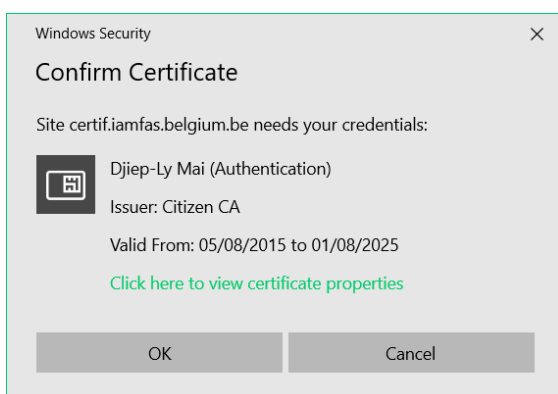 Windows Security
Confirm Certificate
Site certif.iamfas.belgium.be needs your credentials:
Djiep-Ly Mai (Authentication)
Issuer: Citizen CA
Valid From: 05/08/2015 to 01/08/2025
Click here to view certificate properties
OK
Cancel